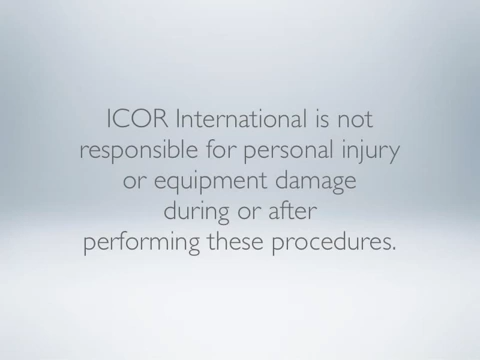 ICOR International is not
responsible for personal injury
or equipment damage
during or after
performing these procedures.